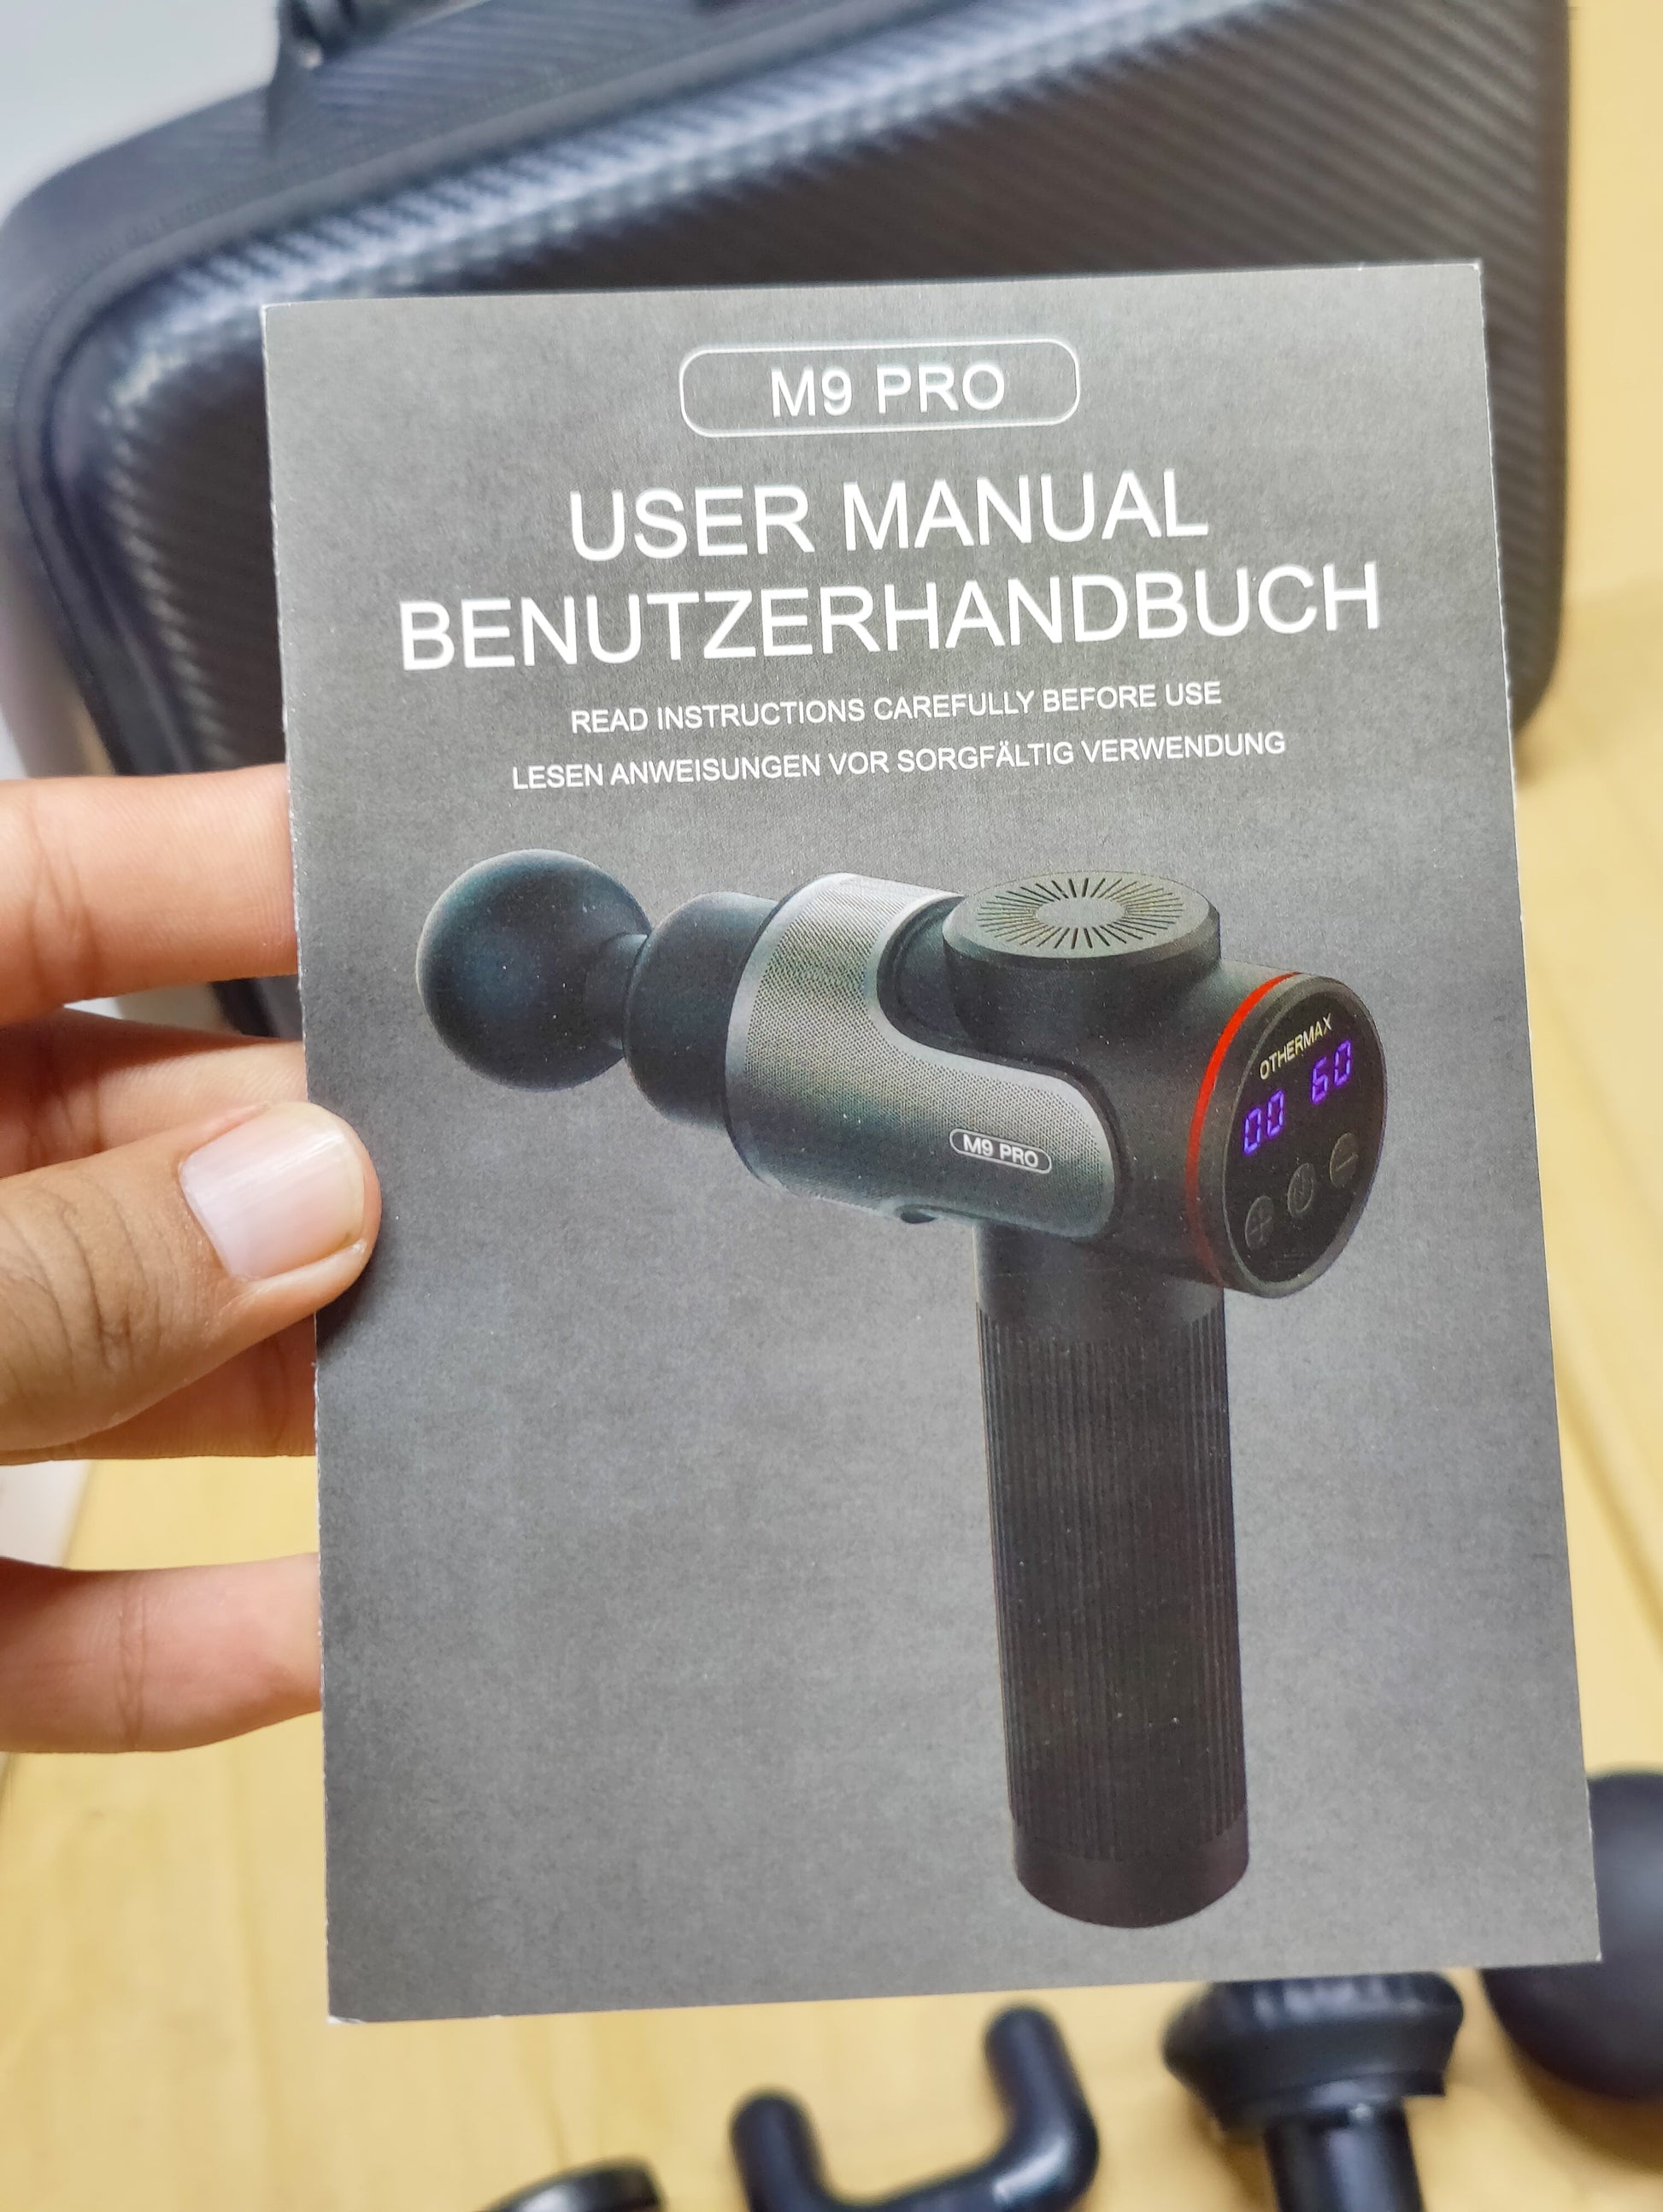 M9 PRO
USER MANUAL
BENUTZERHANDBUCH
READ INSTRUCTIONS CAREFULLY BEFORE USE
LESEN ANWEISUNGEN VOR SORGFÄLTIG VERWENDUNG
OTHERMAX
00 60
M9 PRO